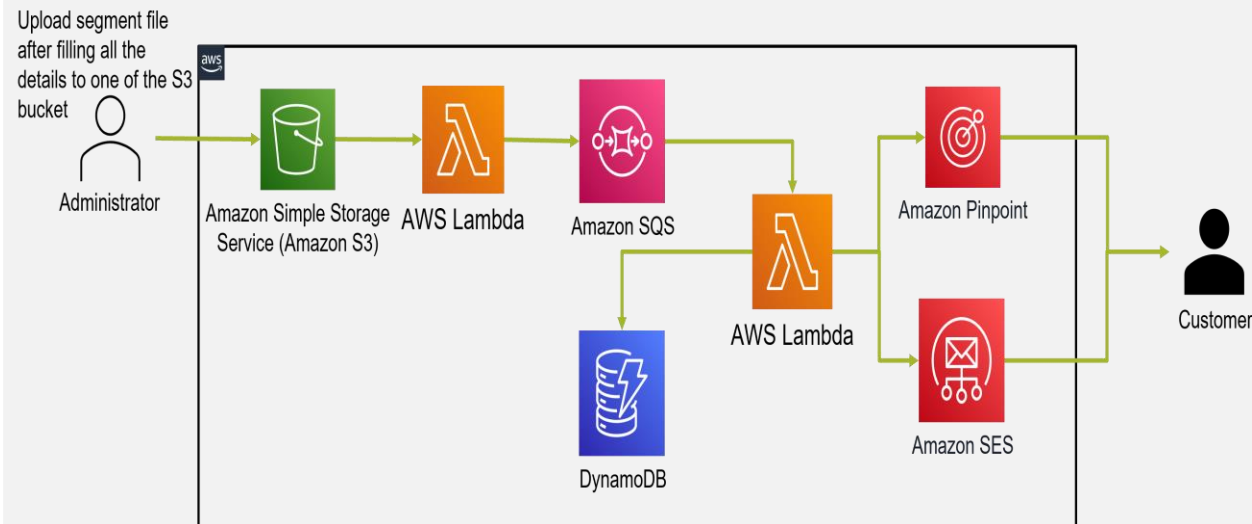 Upload segment file
after filling all the
details to one of the S3
bucket
aws
Administrator
Amazon Simple Storage
Service (Amazon S3)
AWS Lambda
Amazon SQS
Amazon Pinpoint
AWS Lambda
Customer
DynamoDB
Amazon SES